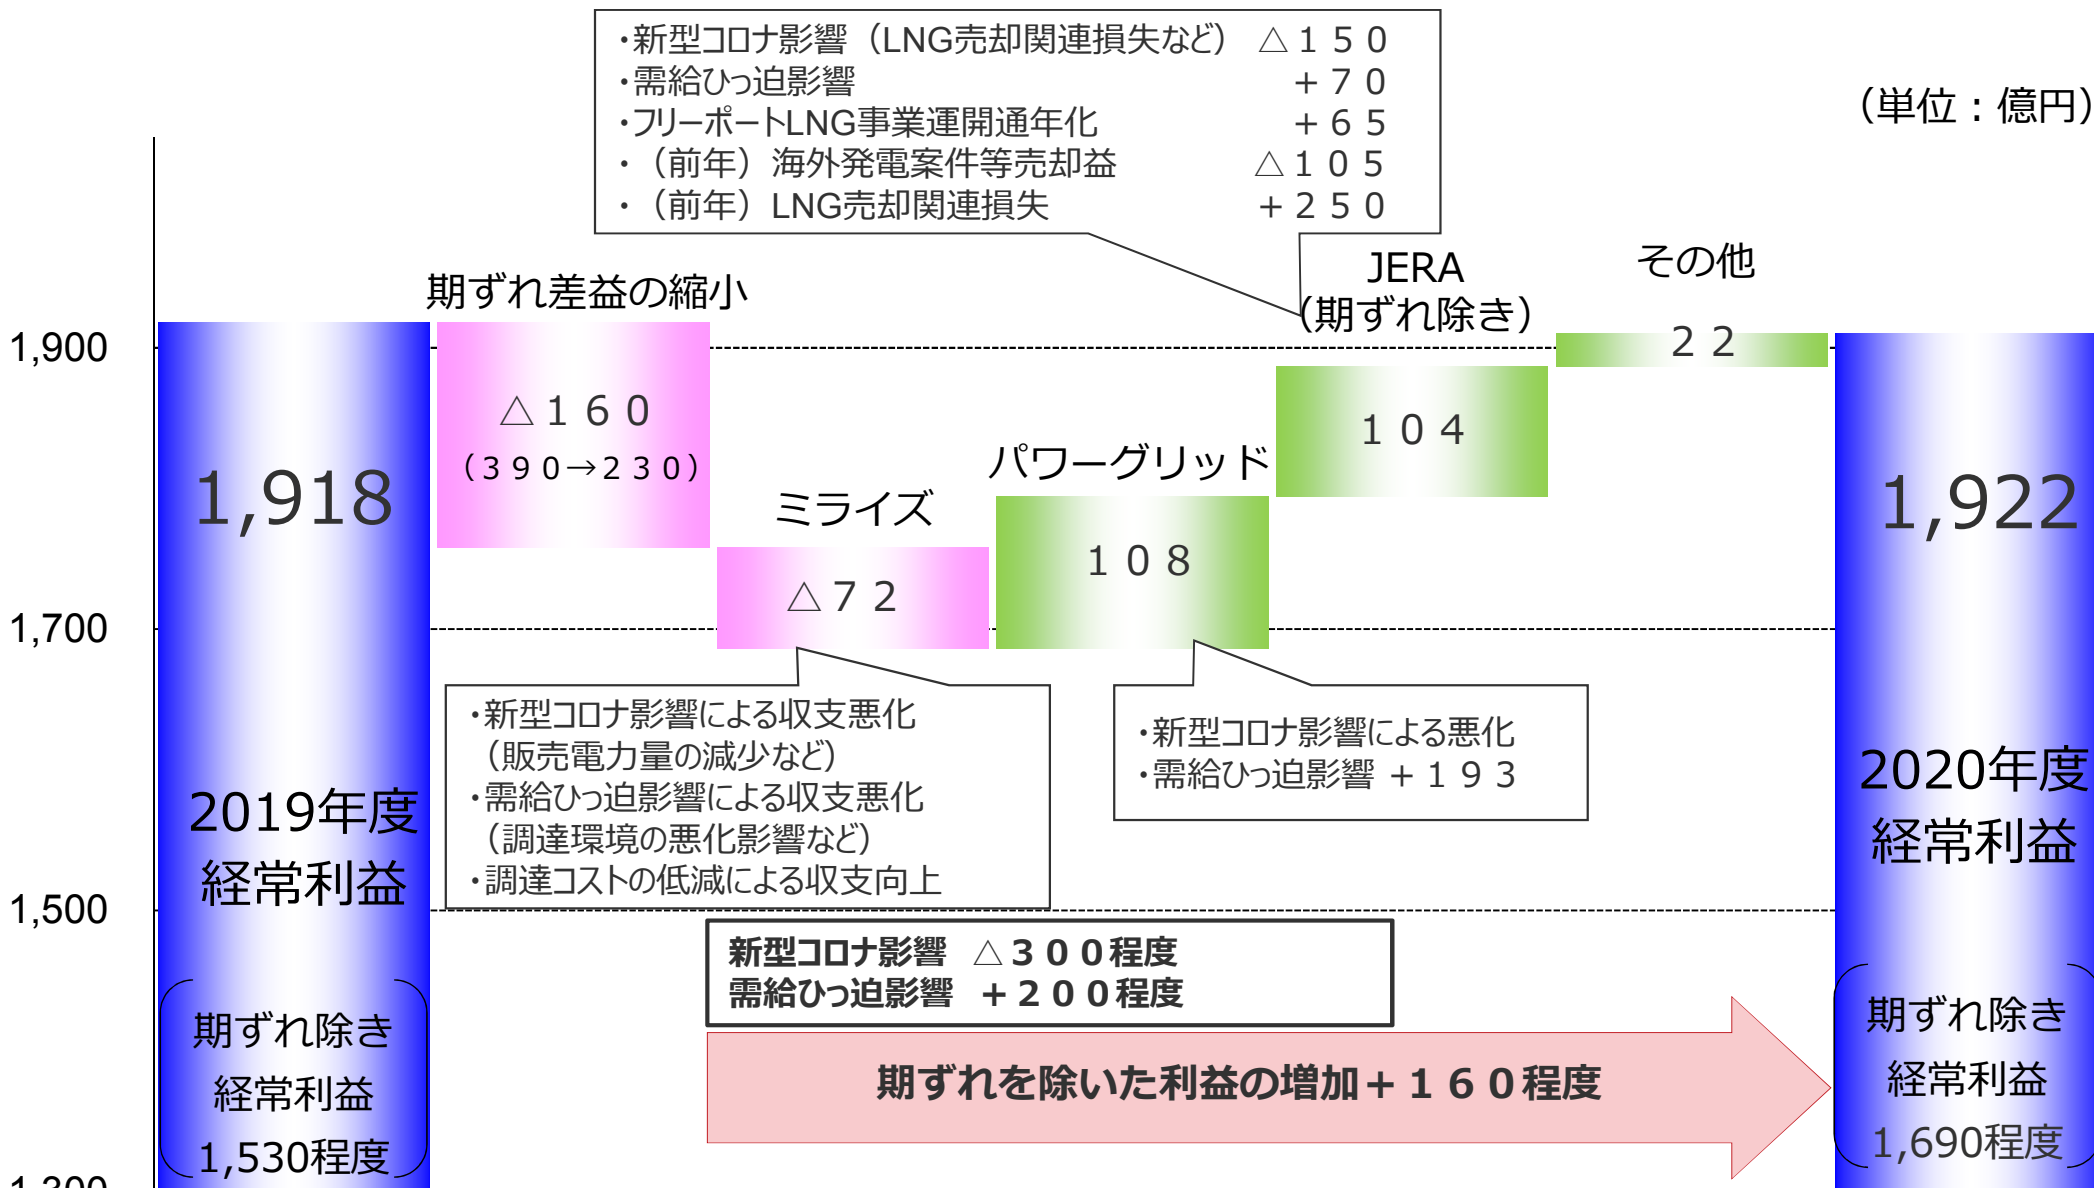 ・新型コロナ影響（LNG売却関連損失など） △１５０
・需給ひっ迫影響 +７０
・フリーポートLNG事業運開通年化 +６５
・（前年）海外発電案件等売却益 △１０５
・（前年）LNG売却関連損失 +２５０
（単位：億円）
期ずれ差益の縮小
JERA
（期ずれ除き）
その他
1,900
２２
△１６０
（３９０→２３０）
１０４
1,918
パワーグリッド
1,922
ミライズ
１０８
△７２
1,700
・新型コロナ影響による収支悪化
（販売電力量の減少など）
・需給ひっ迫影響による収支悪化
（調達環境の悪化影響など）
・調達コストの低減による収支向上
・新型コロナ影響による悪化
・需給ひっ迫影響 +１９３
2019年度
経常利益
2020年度
経常利益
1,500
新型コロナ影響 △３００程度
需給ひっ迫影響 +２００程度
期ずれを除いた利益の増加+１６０程度
期ずれ除き
経常利益
1,530程度
期ずれ除き
経常利益
1,690程度
1,300